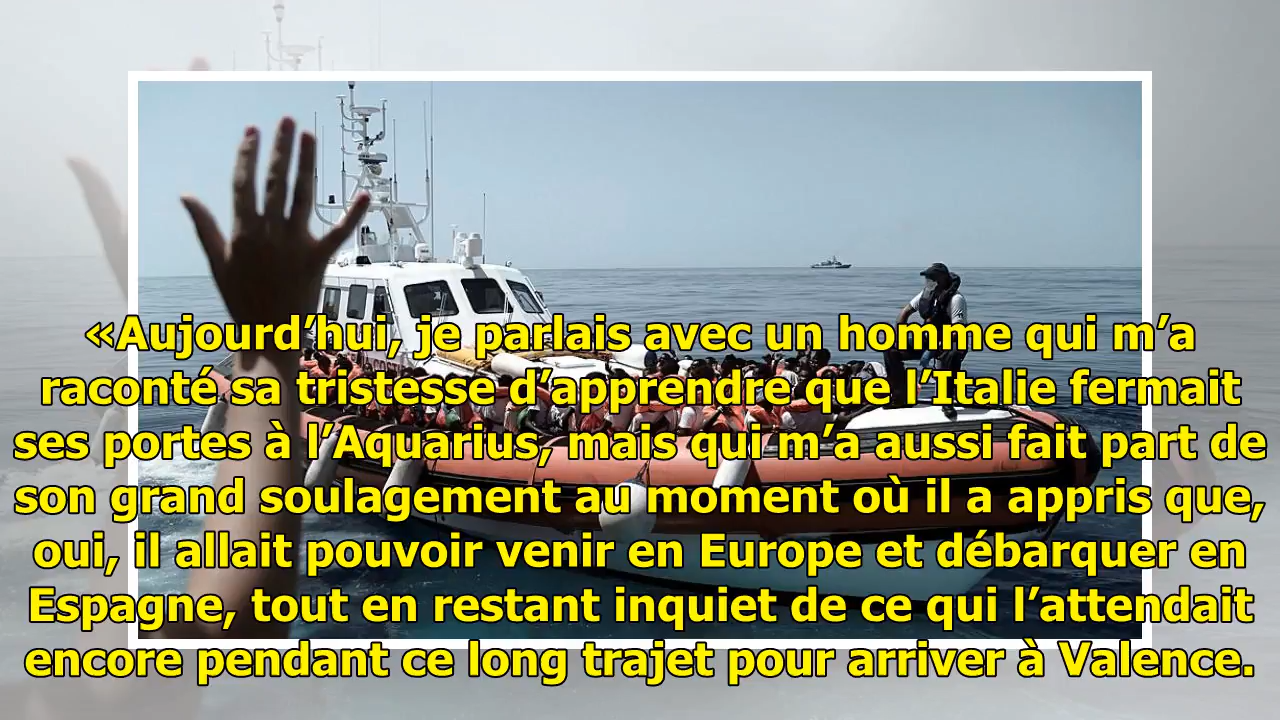 «Aujourd’hui, je parlais avec un homme qui m’a
raconté sa tristesse d’apprendre que l’Italie fermait
ses portes à l’Aquarius, mais qui m’a aussi fait part de
son grand soulagement au moment où il a appris que,
oui, il allait pouvoir venir en Europe et débarquer en
Espagne, tout en restant inquiet de ce qui l’attendait
encore pendant ce long trajet pour arriver à Valence.